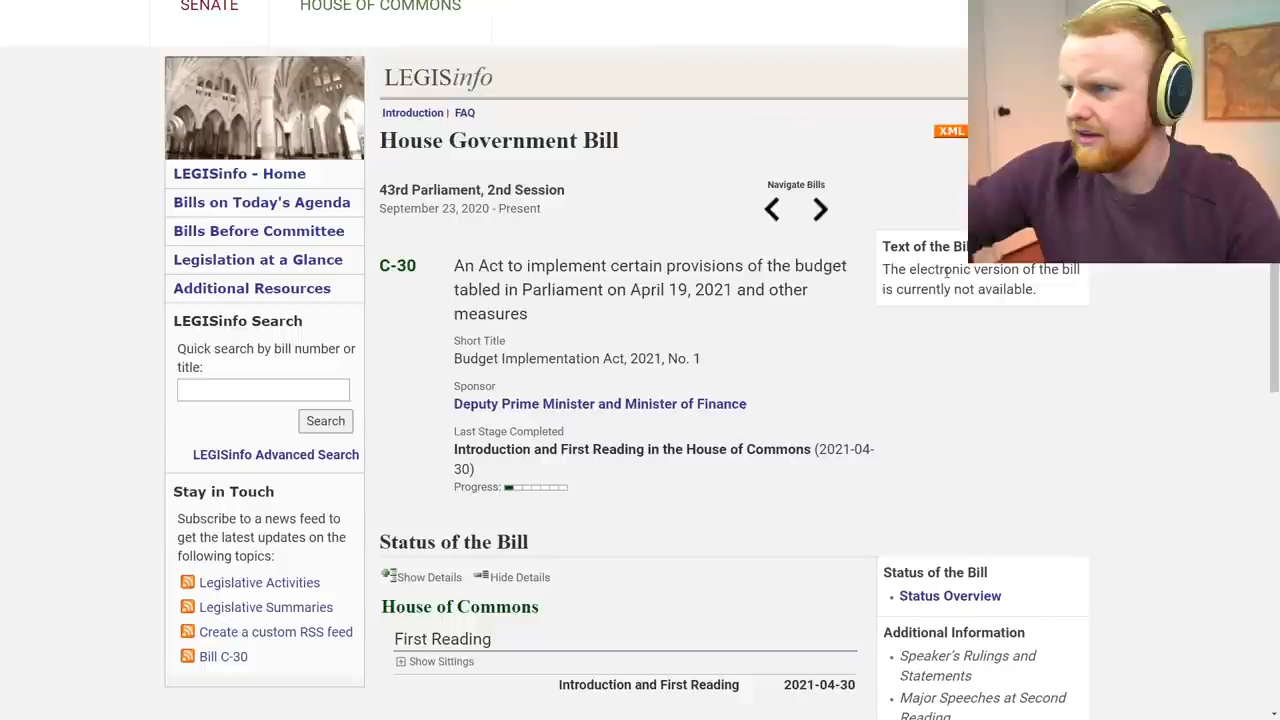 SENATE
HOUSE OF COMMONS
LEGISinfo
Introduction | FAQ
House Government Bill
XML
43rd Parliament, 2nd Session
September 23, 2020 - Present
Navigate Bills
LEGISinfo - Home
Bills on Today's Agenda
Bills Before Committee
Legislation at a Glance
Additional Resources
LEGISinfo Search
Quick search by bill number or
title:
Search
LEGISinfo Advanced Search
Stay in Touch
Subscribe to a news feed to
get the latest updates on the
following topics:
Legislative Activities
Legislative Summaries
Create a custom RSS feed
Bill C-30
C-30
An Act to implement certain provisions of the budget
tabled in Parliament on April 19, 2021 and other
measures
Short Title
Budget Implementation Act, 2021, No. 1
Sponsor
Deputy Prime Minister and Minister of Finance
Last Stage Completed
Introduction and First Reading in the House of Commons (2021-04-
30)
Progress:
Text of the
The electronic version of the bill
is currently not available.
Status of the Bill
Show Details Hide Details
House of Commons
First Reading
Show Sittings
Introduction and First Reading 2021-04-30
Status of the Bill
Status Overview
Additional Information
Speaker's Rulings and
Statements
Major Speeches at Second
Reading